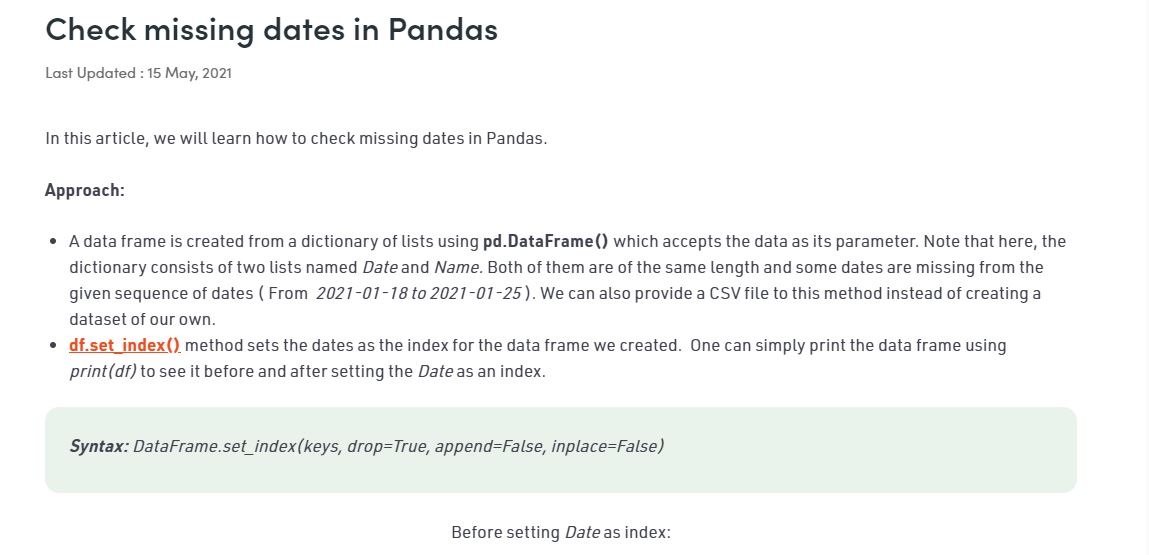 Check missing dates in Pandas
Last Updated : 15 May, 2021
In this article, we will learn how to check missing dates in Pandas.
Approach:
• A data frame is created from a dictionary of lists using pd.DataFrame() which accepts the data as its parameter. Note that here, the
dictionary consists of two lists named Date and Name. Both of them are of the same length and some dates are missing from the
given sequence of dates ( From 2021-01-18 to 2021-01-25 ). We can also provide a CSV file to this method instead of creating a
dataset of our own.
• df.set_index() method sets the dates as the index for the data frame we created. One can simply print the data frame using
print(df) to see it before and after setting the Date as an index.
Syntax: DataFrame.set_index(keys, drop=True, append=False, inplace=False)
Before setting Date as index: